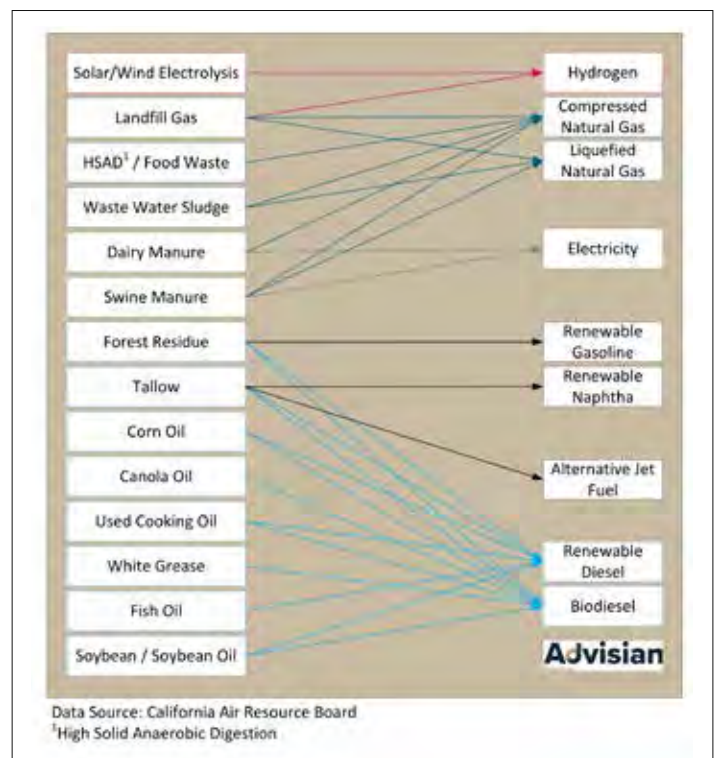 Solar/Wind Electrolysis
Landfill Gas
HSAD¹ / Food Waste
Waste Water Sludge
Dairy Manure
Swine Manure
Forest Residue
Tallow
Corn Oil
Canola Oil
Used Cooking Oil
White Grease
Fish Oil
Soybean / Soybean Oil
Hydrogen
Compressed
Natural Gas
Liquefied
Natural Gas
Electricity
Renewable
Gasoline
Renewable
Naphtha
Alternative Jet
Fuel
Renewable
Diesel
Biodiesel
Advisian
Data Source: California Air Resource Board
¹High Solid Anaerobic Digestion